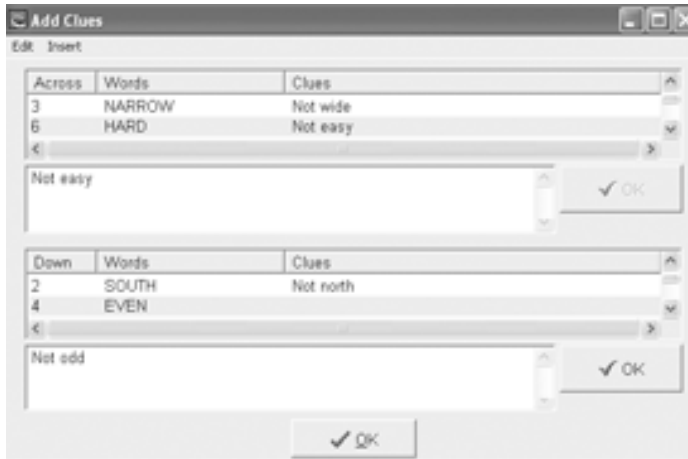 Add Clues
Edit Insert
Across Words Clues
3 NARROW Not wide
6 HARD Not easy
Not easy
OK
Down Words Clues
2 SOUTH Not north
4 EVEN
Not odd
OK
OK